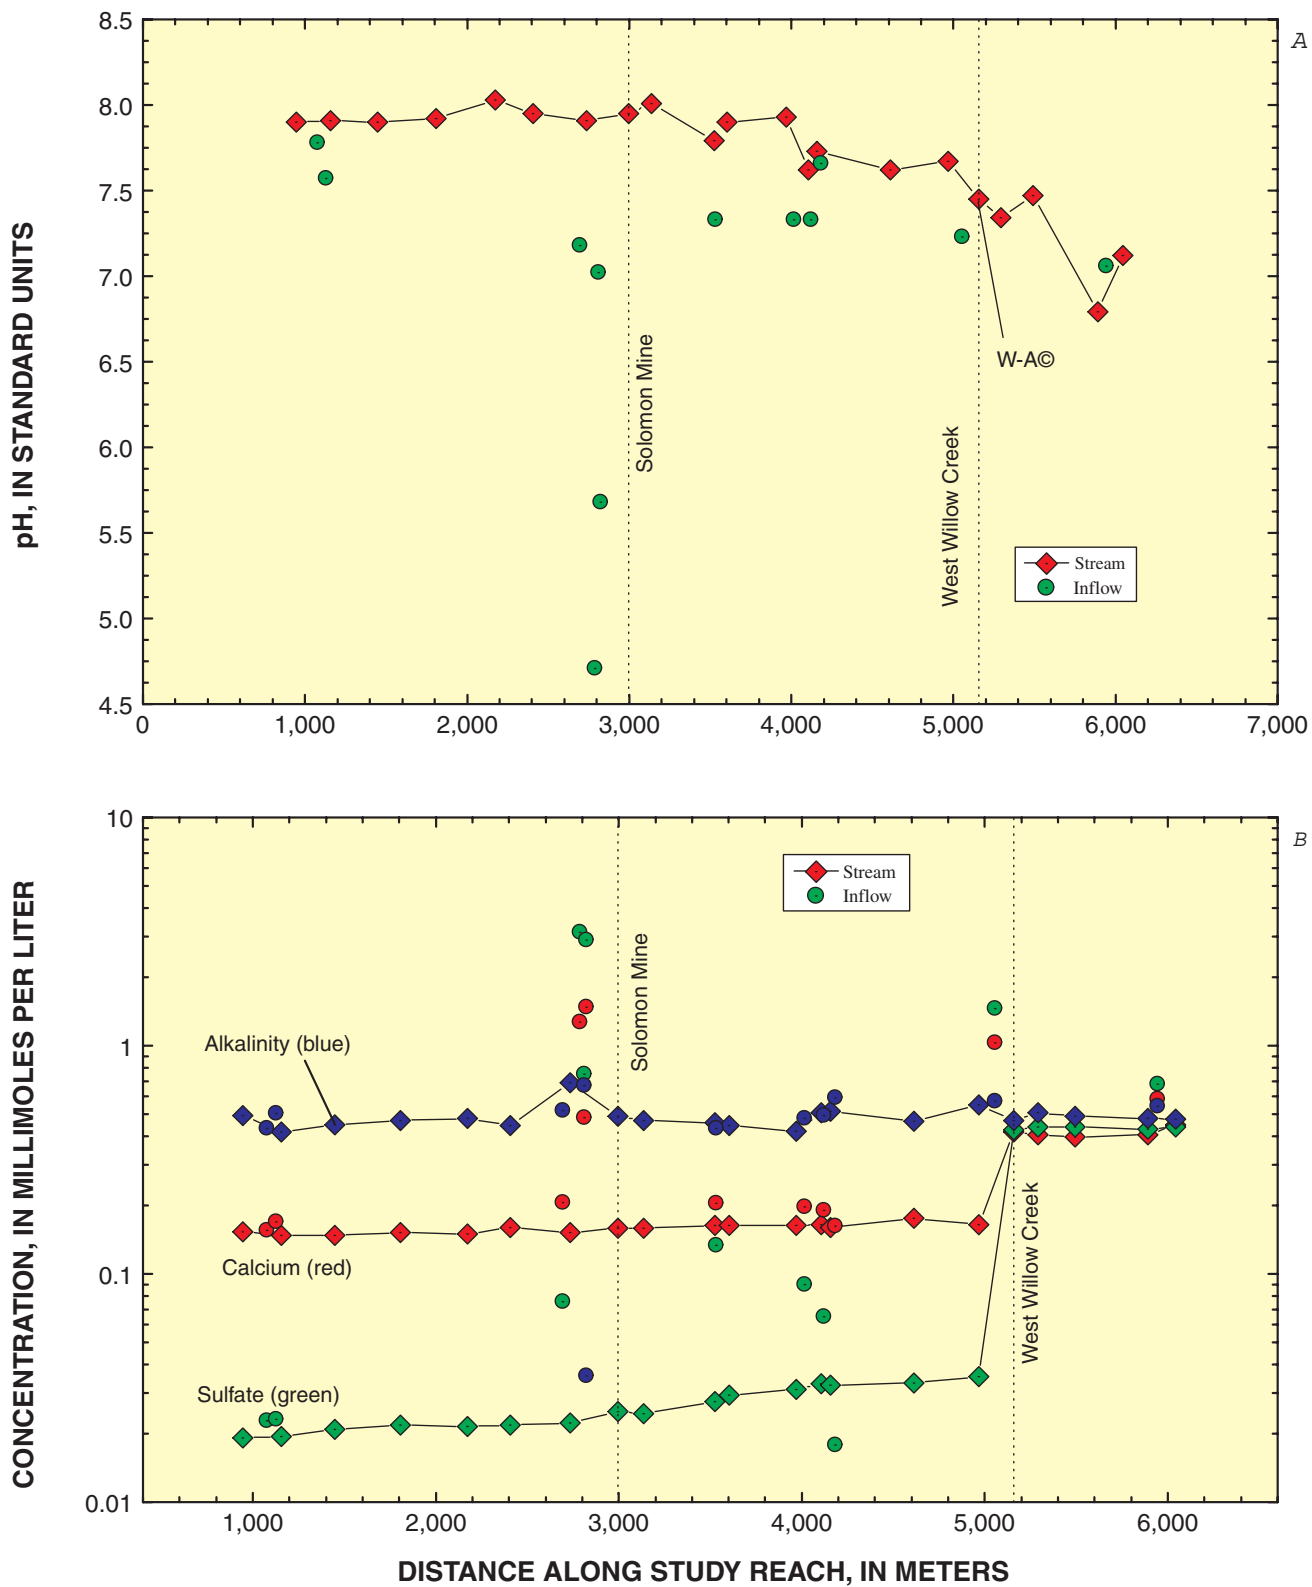 8.5
A
8.0
7.5
7.0
6.5
6.0
5.5
5.0
4.5
pH, IN STANDARD UNITS
Solomon Mine
West Willow Creek
W-A©
Stream
Inflow
0 1,000 2,000 3,000 4,000 5,000 6,000 7,000
10
B
1
0.1
0.01
CONCENTRATION, IN MILLIMOLES PER LITER
Stream
Inflow
Solomon Mine
Alkalinity (blue)
Calcium (red)
West Willow Creek
Sulfate (green)
1,000 2,000 3,000 4,000 5,000 6,000
DISTANCE ALONG STUDY REACH, IN METERS